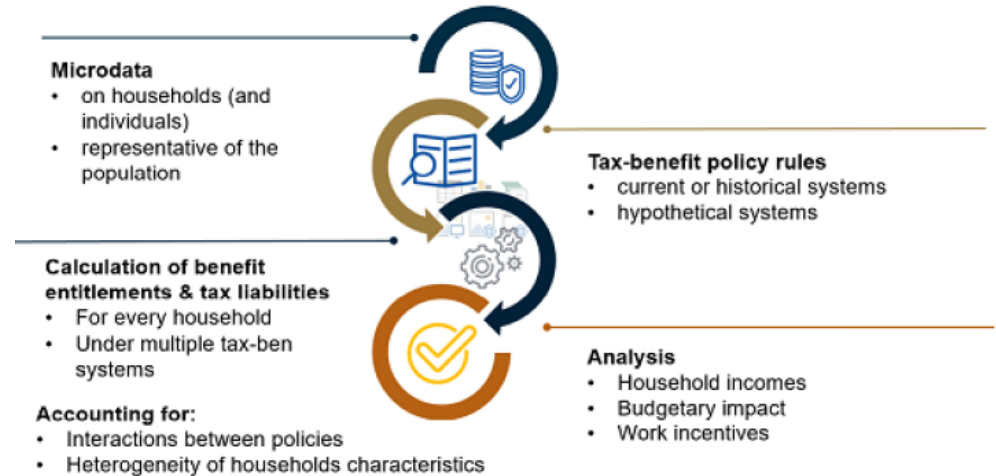 Microdata
• on households (and
individuals)
• representative of the
population
Tax-benefit policy rules
• current or historical systems
• hypothetical systems
Calculation of benefit
entitlements & tax liabilities
• For every household
• Under multiple tax-ben
systems
Accounting for:
• Interactions between policies
• Heterogeneity of households characteristics
Analysis
• Household incomes
• Budgetary impact
• Work incentives